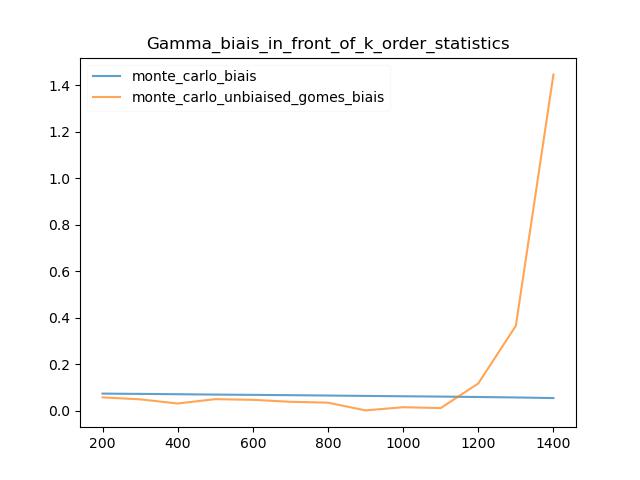 Gamma_biais_in_front_of_k_order_statistics
monte_carlo_biais
monte_carlo_unbiaised_gomes_biais
1.4
1.2
1.0
0.8
0.6
0.4
0.2
0.0
200 400 600 800 1000 1200 1400